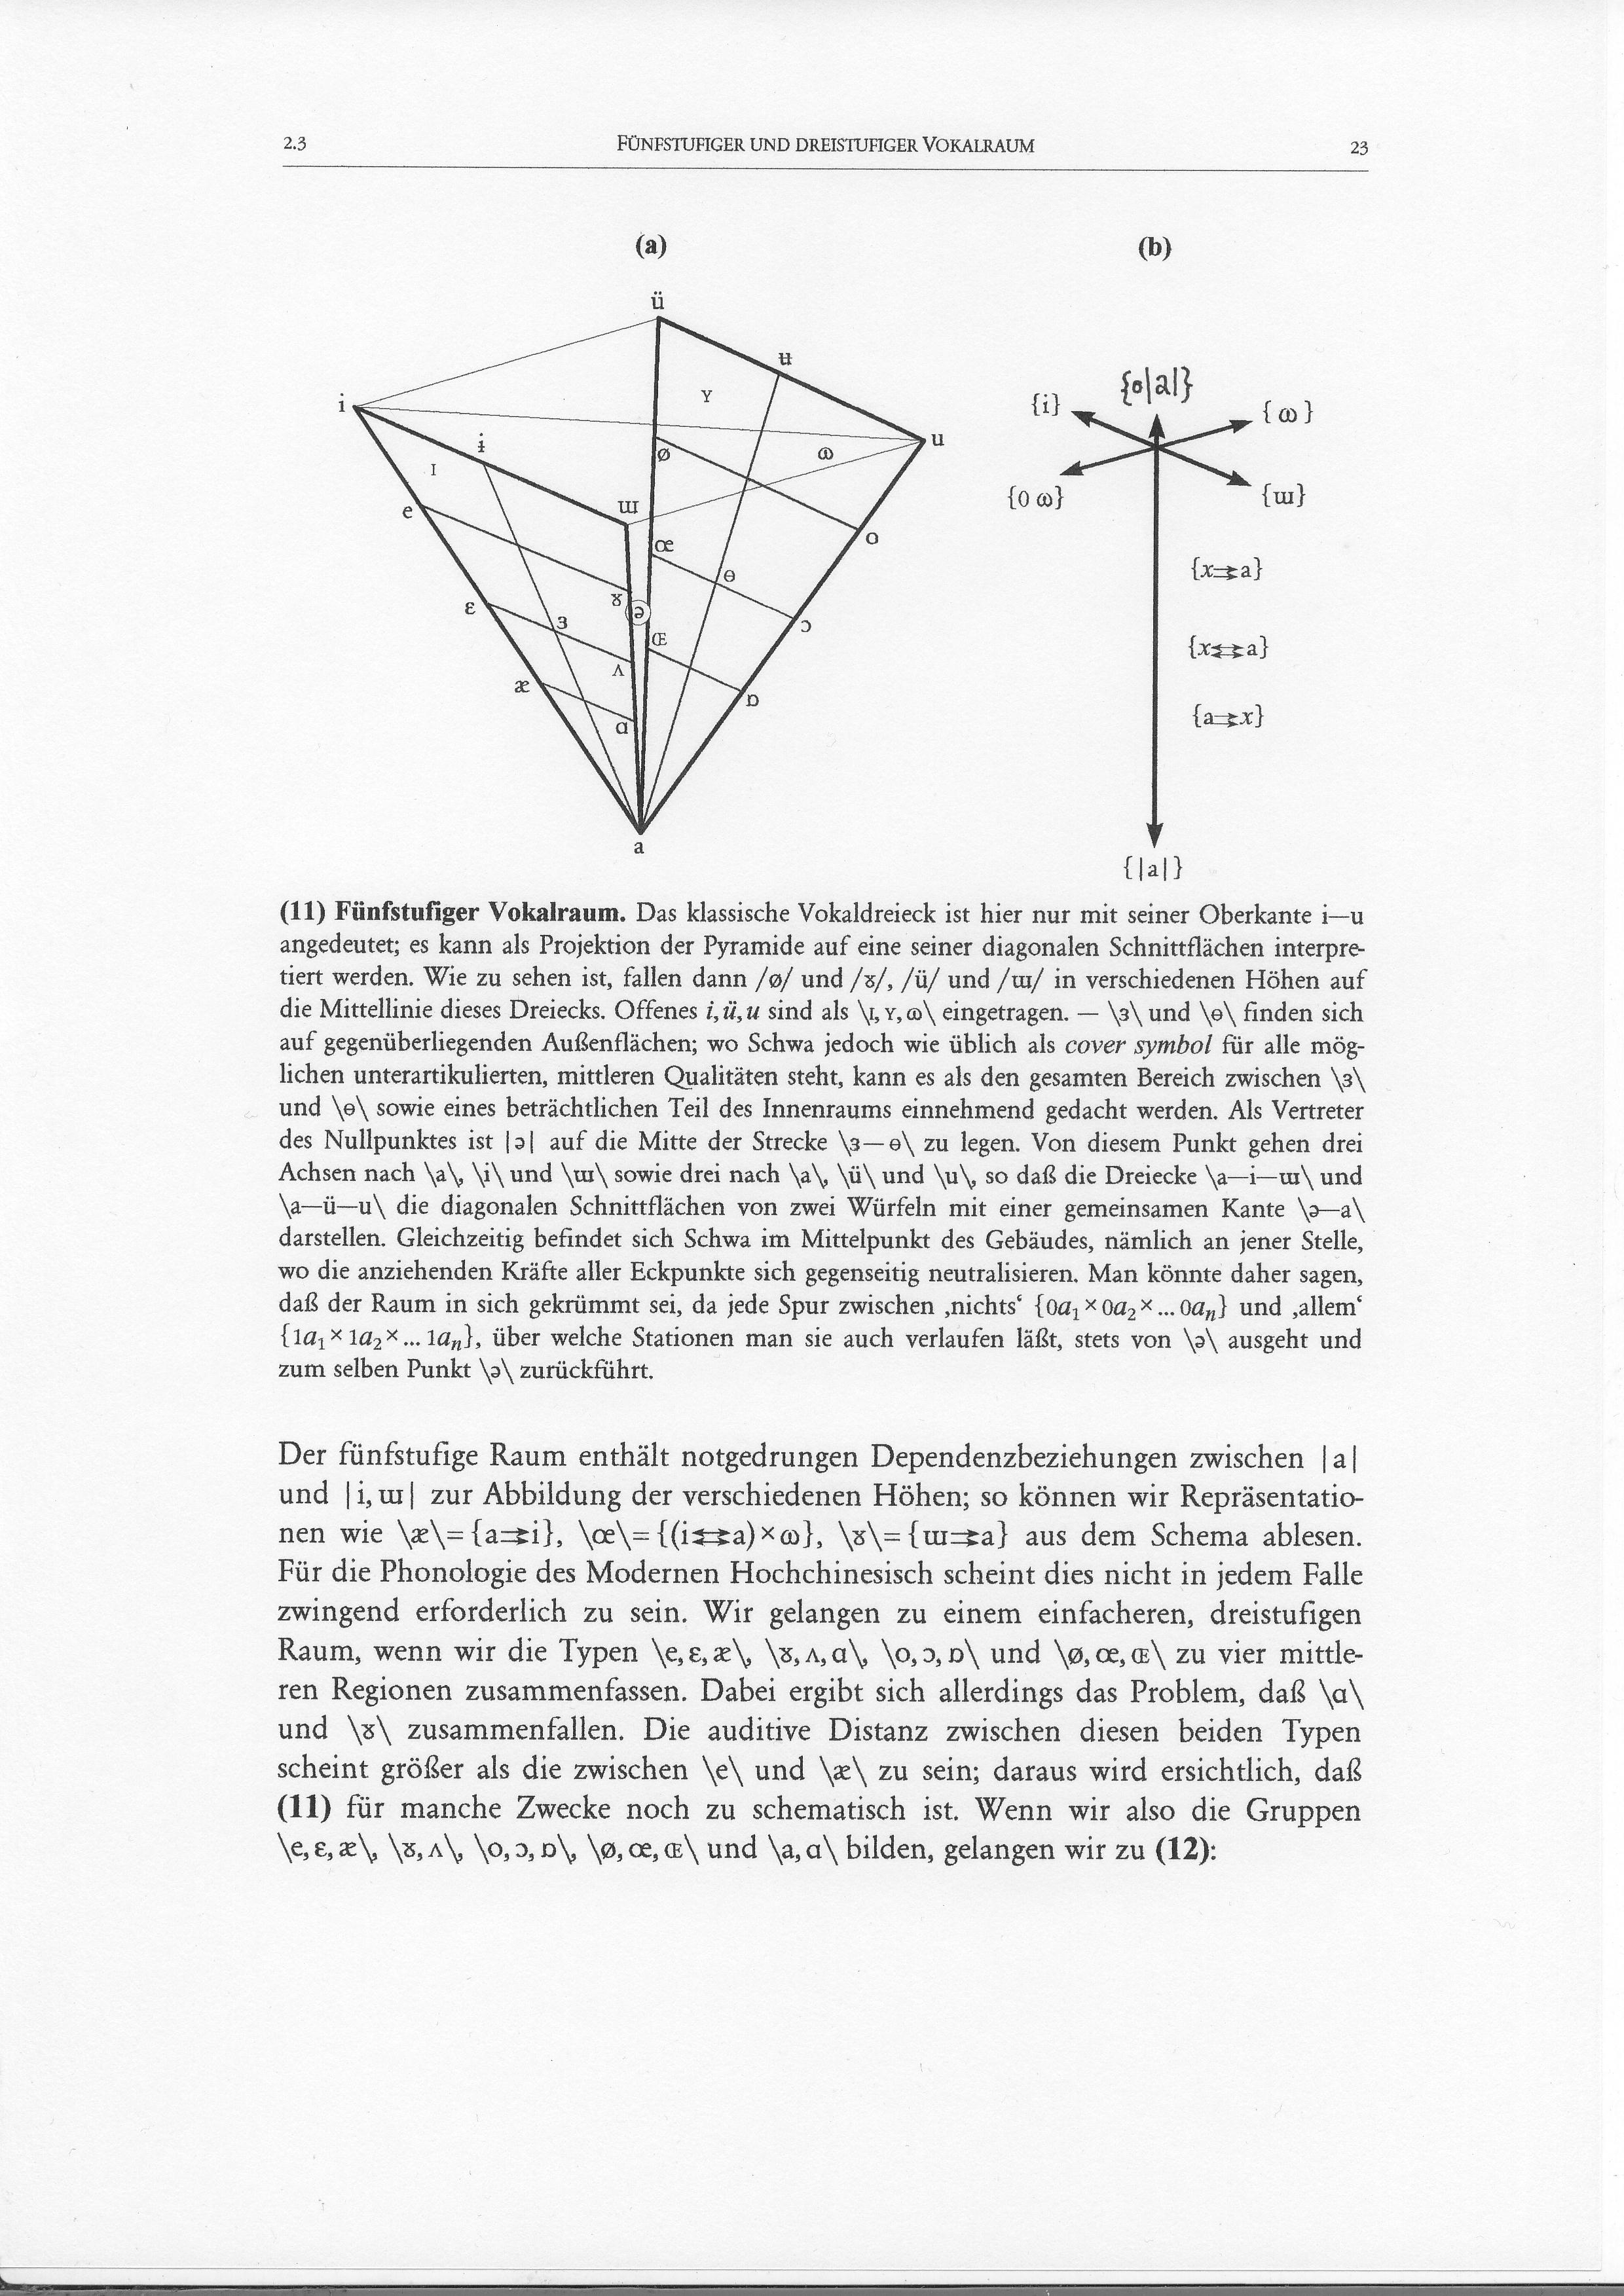 2.3 FÜNFSTUFIGER UND DREISTUFIGER VOKALRAUM 23
(a) (b)
ü
ʉ
{o|a|}
i
Y
{i}
{ɷ}
ɨ
u
ø
ɷ
I
{0 ɷ}
{ɯ}
e
ɯ
o
œ
{x⇉a}
ɤ
ə
ɵ
ɛ
ɜ
ɔ
ɶ
{x⇆⇉a}
ʌ
æ
ɒ
ɑ
{a⇉x}
a
{|a|}
(11) Fünfstufiger Vokalraum. Das klassische Vokaldreieck ist hier nur mit seiner Oberkante i—u
angedeutet; es kann als Projektion der Pyramide auf eine seiner diagonalen Schnittflächen interpre-
tiert werden. Wie zu sehen ist, fallen dann /ø/ und /ɤ/, /ü/ und /ɯ/ in verschiedenen Höhen auf
die Mittellinie dieses Dreiecks. Offenes i, ü, u sind als \ɪ, ʏ, ɷ\ eingetragen. — \ɜ\ und \ɵ\ finden sich
auf gegenüberliegenden Außenflächen; wo Schwa jedoch wie üblich als cover symbol für alle mög-
lichen unterartikulierten, mittleren Qualitäten steht, kann es als den gesamten Bereich zwischen \ɜ\
und \ɵ\ sowie eines beträchtlichen Teil des Innenraums einnehmend gedacht werden. Als Vertreter
des Nullpunktes ist |ə| auf die Mitte der Strecke \ɜ—ɵ\ zu legen. Von diesem Punkt gehen drei
Achsen nach \a\, \i\ und \ɯ\ sowie drei nach \a\, \ü\ und \u\, so daß die Dreiecke \a—i—ɯ\ und
\a—ü—u\ die diagonalen Schnittflächen von zwei Würfeln mit einer gemeinsamen Kante \ə—a\
darstellen. Gleichzeitig befindet sich Schwa im Mittelpunkt des Gebäudes, nämlich an jener Stelle,
wo die anziehenden Kräfte aller Eckpunkte sich gegenseitig neutralisieren. Man könnte daher sagen,
daß der Raum in sich gekrümmt sei, da jede Spur zwischen ‚nichts‘ {0a₁×0a₂×... 0aₙ} und ‚allem‘
{1a₁×1a₂×... 1aₙ}, über welche Stationen man sie auch verlaufen läßt, stets von \ə\ ausgeht und
zum selben Punkt \ə\ zurückführt.
Der fünfstufige Raum enthält notgedrungen Dependenzbeziehungen zwischen |a|
und |i, ɯ| zur Abbildung der verschiedenen Höhen; so können wir Repräsentatio-
nen wie \æ\={a⇉i}, \œ\={(i⇆⇉a)×ɷ}, \ɤ\={ɯ⇉a} aus dem Schema ablesen.
Für die Phonologie des Modernen Hochchinesisch scheint dies nicht in jedem Falle
zwingend erforderlich zu sein. Wir gelangen zu einem einfacheren, dreistufigen
Raum, wenn wir die Typen \e, ɛ, æ\, \ɤ, ʌ, ɑ\, \o, ɔ, ɒ\ und \ø, œ, ɶ\ zu vier mittle-
ren Regionen zusammenfassen. Dabei ergibt sich allerdings das Problem, daß \ɑ\
und \ɤ\ zusammenfallen. Die auditive Distanz zwischen diesen beiden Typen
scheint größer als die zwischen \e\ und \æ\ zu sein; daraus wird ersichtlich, daß
(11) für manche Zwecke noch zu schematisch ist. Wenn wir also die Gruppen
\e, ɛ, æ\, \ɤ, ʌ\, \o, ɔ, ɒ\, \ø, œ, ɶ\ und \a, ɑ\ bilden, gelangen wir zu (12):